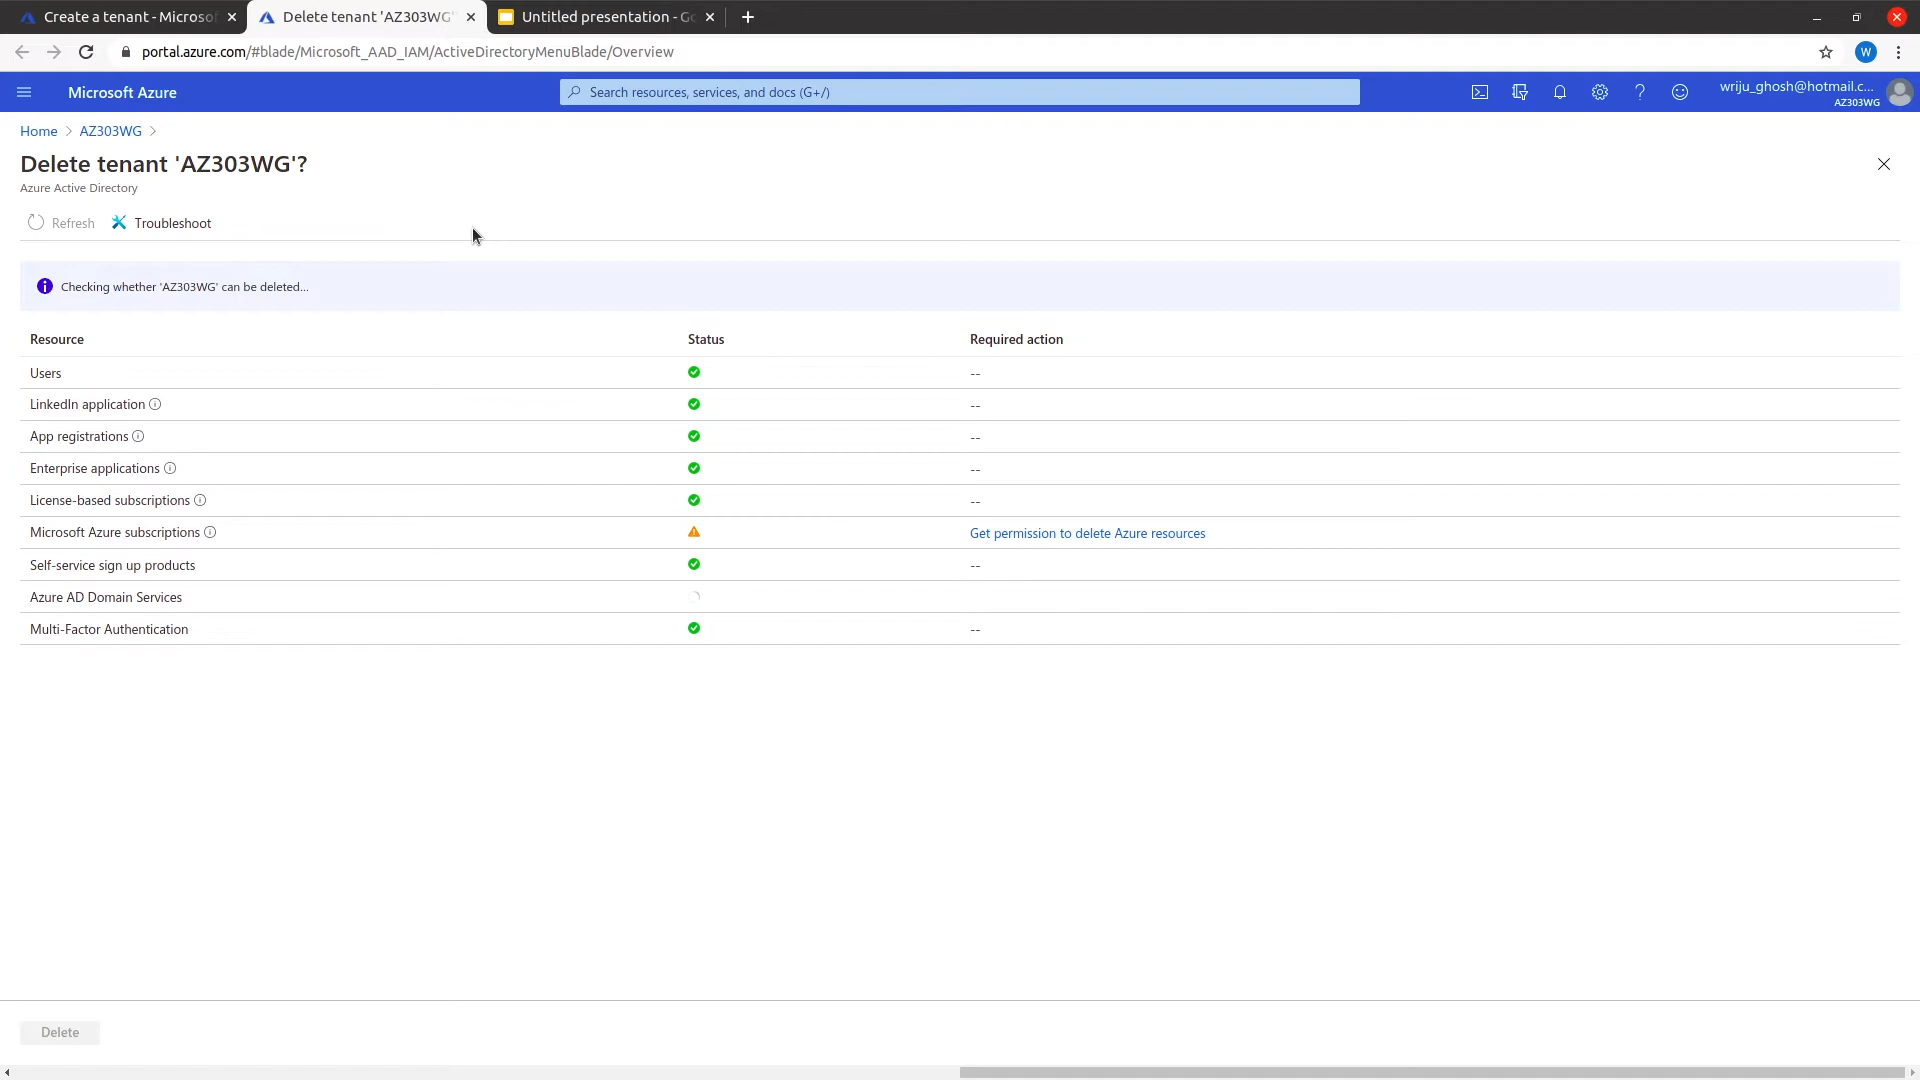 Create a tenant - Microsof
Delete tenant 'AZ303WG'
Untitled presentation - Go
portal.azure.com/#blade/Microsoft_AAD_IAM/ActiveDirectoryMenuBlade/Overview
W
Microsoft Azure
Search resources, services, and docs (G+/)
wriju_ghosh@hotmail.c...
AZ303WG
Home > AZ303WG >
Delete tenant 'AZ303WG'?
Azure Active Directory
Refresh
Troubleshoot
Checking whether 'AZ303WG' can be deleted...
Resource Status Required action
Users --
LinkedIn application --
App registrations --
Enterprise applications --
License-based subscriptions --
Microsoft Azure subscriptions Get permission to delete Azure resources
Self-service sign up products --
Azure AD Domain Services
Multi-Factor Authentication --
Delete